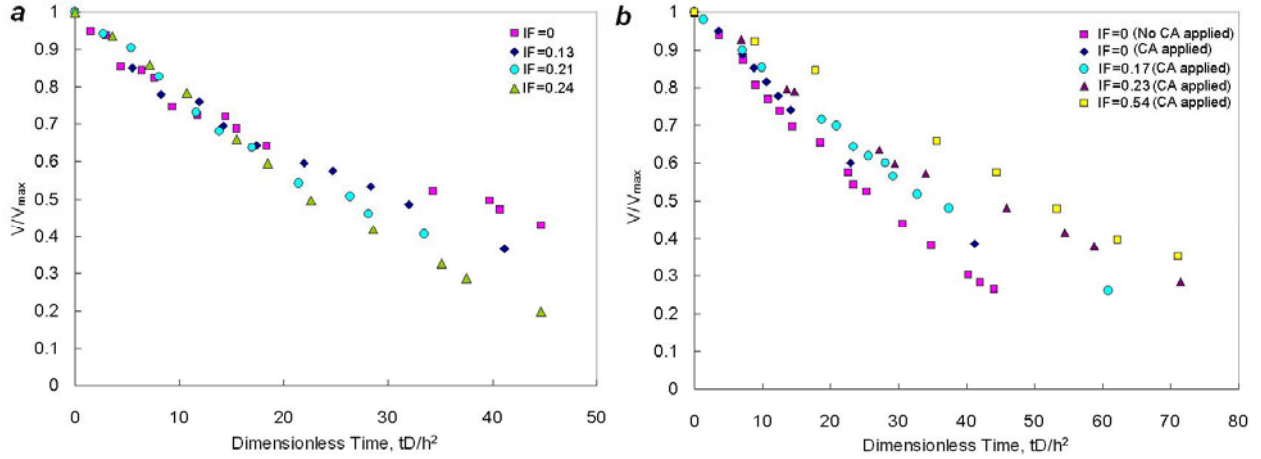 a
1
0.9
0.8
0.7
0.6
0.5
0.4
0.3
0.2
0.1
0
V/Vmax
0 10 20 30 40 50
Dimensionless Time, tD/h²
IF=0
IF=0.13
IF=0.21
IF=0.24
b
1
0.9
0.8
0.7
0.6
0.5
0.4
0.3
0.2
0.1
0
V/Vmax
0 10 20 30 40 50 60 70 80
Dimensionless Time, tD/h²
IF=0 (No CA applied)
IF=0 (CA applied)
IF=0.17 (CA applied)
IF=0.23 (CA applied)
IF=0.54 (CA applied)